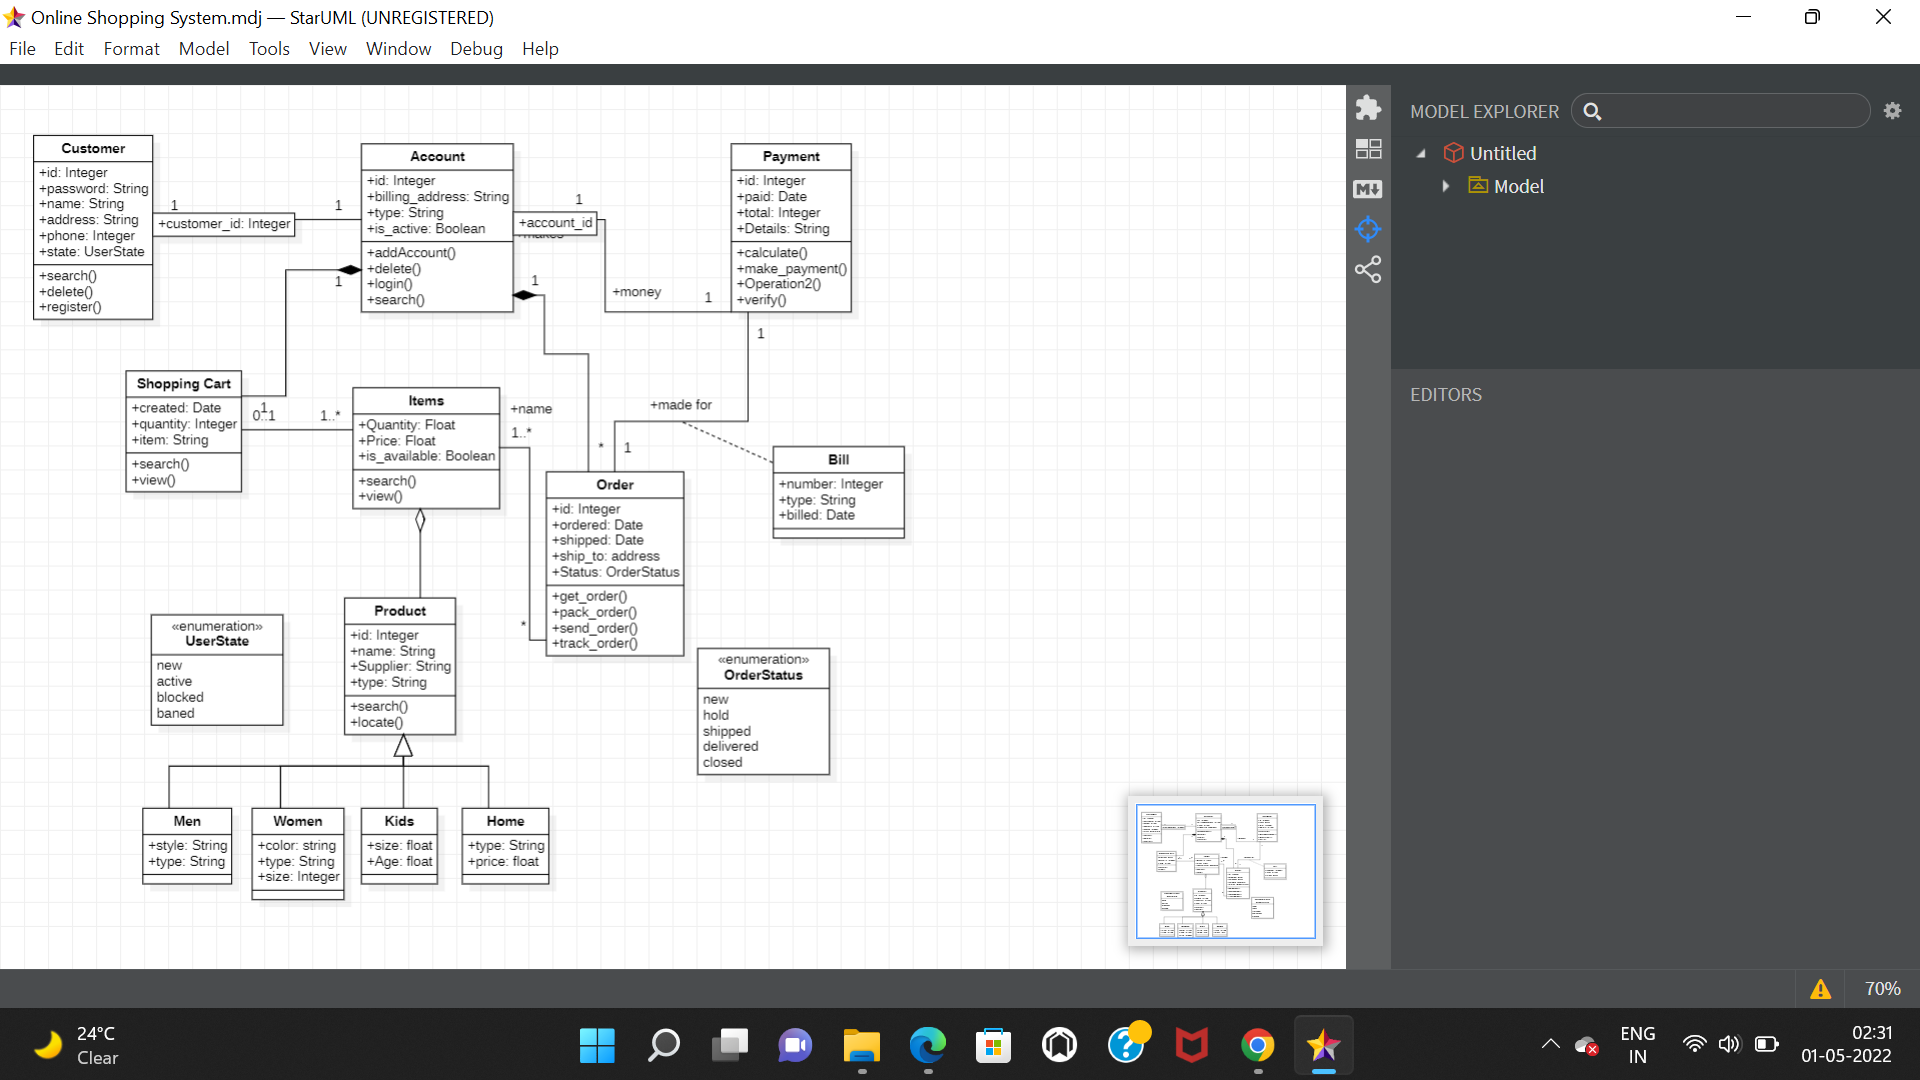 Online Shopping System.mdj — StarUML (UNREGISTERED)
File Edit Format Model Tools View Window Debug Help
MODEL EXPLORER
Untitled
Model
EDITORS
Customer
+id: Integer
+password: String
+name: String
+address: String
+phone: Integer
+state: UserState
+search()
+delete()
+register()
1
+customer_id: Integer
1
Account
+id: Integer
+billing_address: String
+type: String
+is_active: Boolean
+addAccount()
+delete()
+login()
+search()
1
+account_id
+makes
1
1
+money
1
Payment
+id: Integer
+paid: Date
+total: Integer
+Details: String
+calculate()
+make_payment()
+Operation2()
+verify()
1
+made for
Shopping Cart
+created: Date
+quantity: Integer
+item: String
+search()
+view()
1
0..1
1..*
Items
+Quantity: Float
+Price: Float
+is_available: Boolean
+search()
+view()
+name
1..*
*
1
Bill
+number: Integer
+type: String
+billed: Date
Order
+id: Integer
+ordered: Date
+shipped: Date
+ship_to: address
+Status: OrderStatus
+get_order()
+pack_order()
+send_order()
+track_order()
*
«enumeration»
UserState
new
active
blocked
baned
Product
+id: Integer
+name: String
+Supplier: String
+type: String
+search()
+locate()
«enumeration»
OrderStatus
new
hold
shipped
delivered
closed
Men
+style: String
+type: String
Women
+color: string
+type: String
+size: Integer
Kids
+size: float
+Age: float
Home
+type: String
+price: float
70%
24°C
Clear
ENG
IN
02:31
01-05-2022